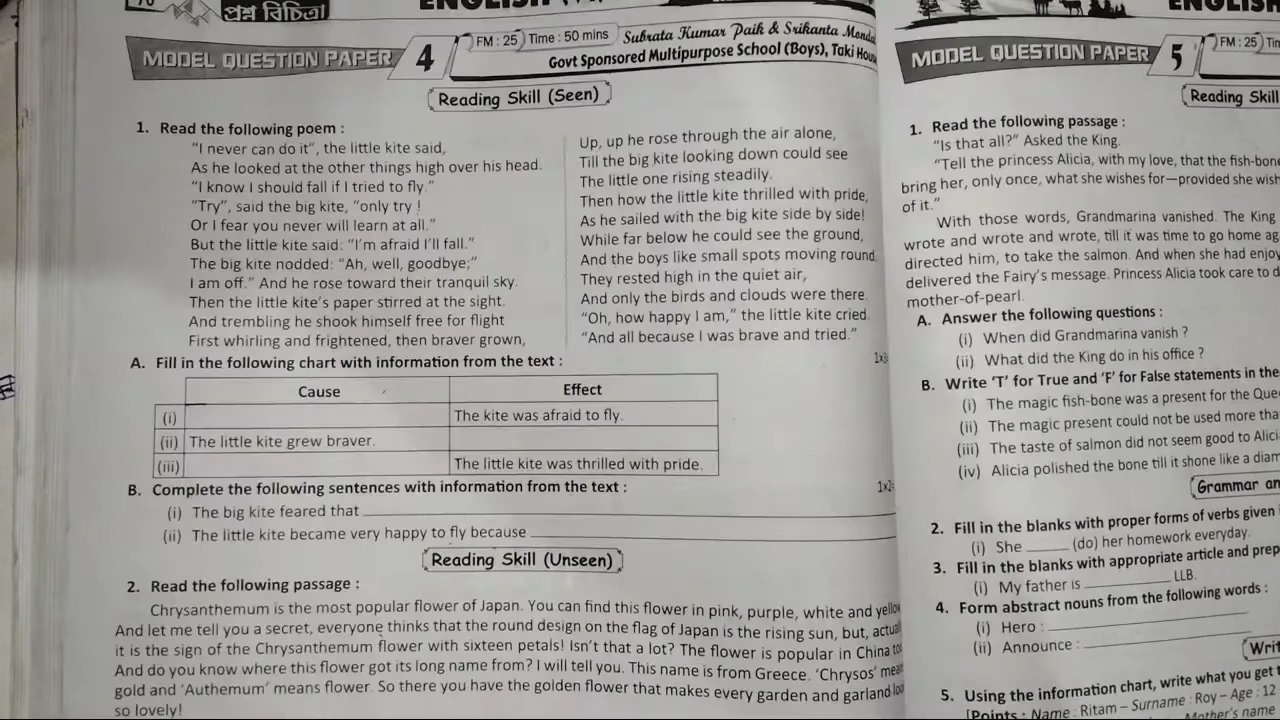 প্রশ্ন বিচিত্রা
MODEL QUESTION PAPER 4
FM : 25 Time : 50 mins
Subrata Kumar Paik & Srikanta
Govt Sponsored Multipurpose School (Boys), Taki
Reading Skill (Seen)
1. Read the following poem :
"I never can do it", the little kite said,
As he looked at the other things high over his head.
"I know I should fall if I tried to fly."
"Try", said the big kite, "only try !
Or I fear you never will learn at all."
But the little kite said: "I'm afraid I'll fall."
The big kite nodded: "Ah, well, goodbye;"
I am off." And he rose toward their tranquil sky.
Then the little kite's paper stirred at the sight.
And trembling he shook himself free for flight
First whirling and frightened, then braver grown,
Up, up he rose through the air alone,
Till the big kite looking down could see
The little one rising steadily.
Then how the little kite thrilled with pride,
As he sailed with the big kite side by side!
While far below he could see the ground,
And the boys like small spots moving round
They rested high in the quiet air,
And only the birds and clouds were there.
"Oh, how happy I am," the little kite cried.
"And all because I was brave and tried."
A. Fill in the following chart with information from the text :
Cause Effect
(i) The kite was afraid to fly.
(ii) The little kite grew braver.
(iii) The little kite was thrilled with pride.
B. Complete the following sentences with information from the text :
(i) The big kite feared that
(ii) The little kite became very happy to fly because
Reading Skill (Unseen)
2. Read the following passage :
Chrysanthemum is the most popular flower of Japan. You can find this flower in pink, purple, white and
And let me tell you a secret, everyone thinks that the round design on the flag of Japan is the rising sun, but,
it is the sign of the Chrysanthemum flower with sixteen petals! Isn't that a lot? The flower is popular in China
And do you know where this flower got its long name from? I will tell you. This name is from Greece. 'Chrysos'
gold and 'Authemum' means flower. So there you have the golden flower that makes every garden and garland
so lovely!
MODEL QUESTION PAPER 5
FM : 25
Reading Skill
1. Read the following passage :
"Is that all?" Asked the King.
"Tell the princess Alicia, with my love, that the
bring her, only once, what she wishes for—provided she
of it."
With those words, Grandmarina vanished. The King
wrote and wrote and wrote, till it was time to go home
directed him, to take the salmon. And when she had
delivered the Fairy's message. Princess Alicia took care to
mother-of-pearl.
A. Answer the following questions :
(i) When did Grandmarina vanish ?
(ii) What did the King do in his office ?
B. Write 'T' for True and 'F' for False statements in the
(i) The magic fish-bone was a present for the
(ii) The magic present could not be used more
(iii) The taste of salmon did not seem good to
(iv) Alicia polished the bone till it shone like a
Grammar
2. Fill in the blanks with proper forms of verbs given
(i) She ______ (do) her homework everyday.
3. Fill in the blanks with appropriate article and
(i) My father is ____________ LLB.
4. Form abstract nouns from the following words :
(i) Hero :
(ii) Announce :
5. Using the information chart, write what you get
[Points : Name : Ritam – Surname : Roy – Age : 12
Mother's name